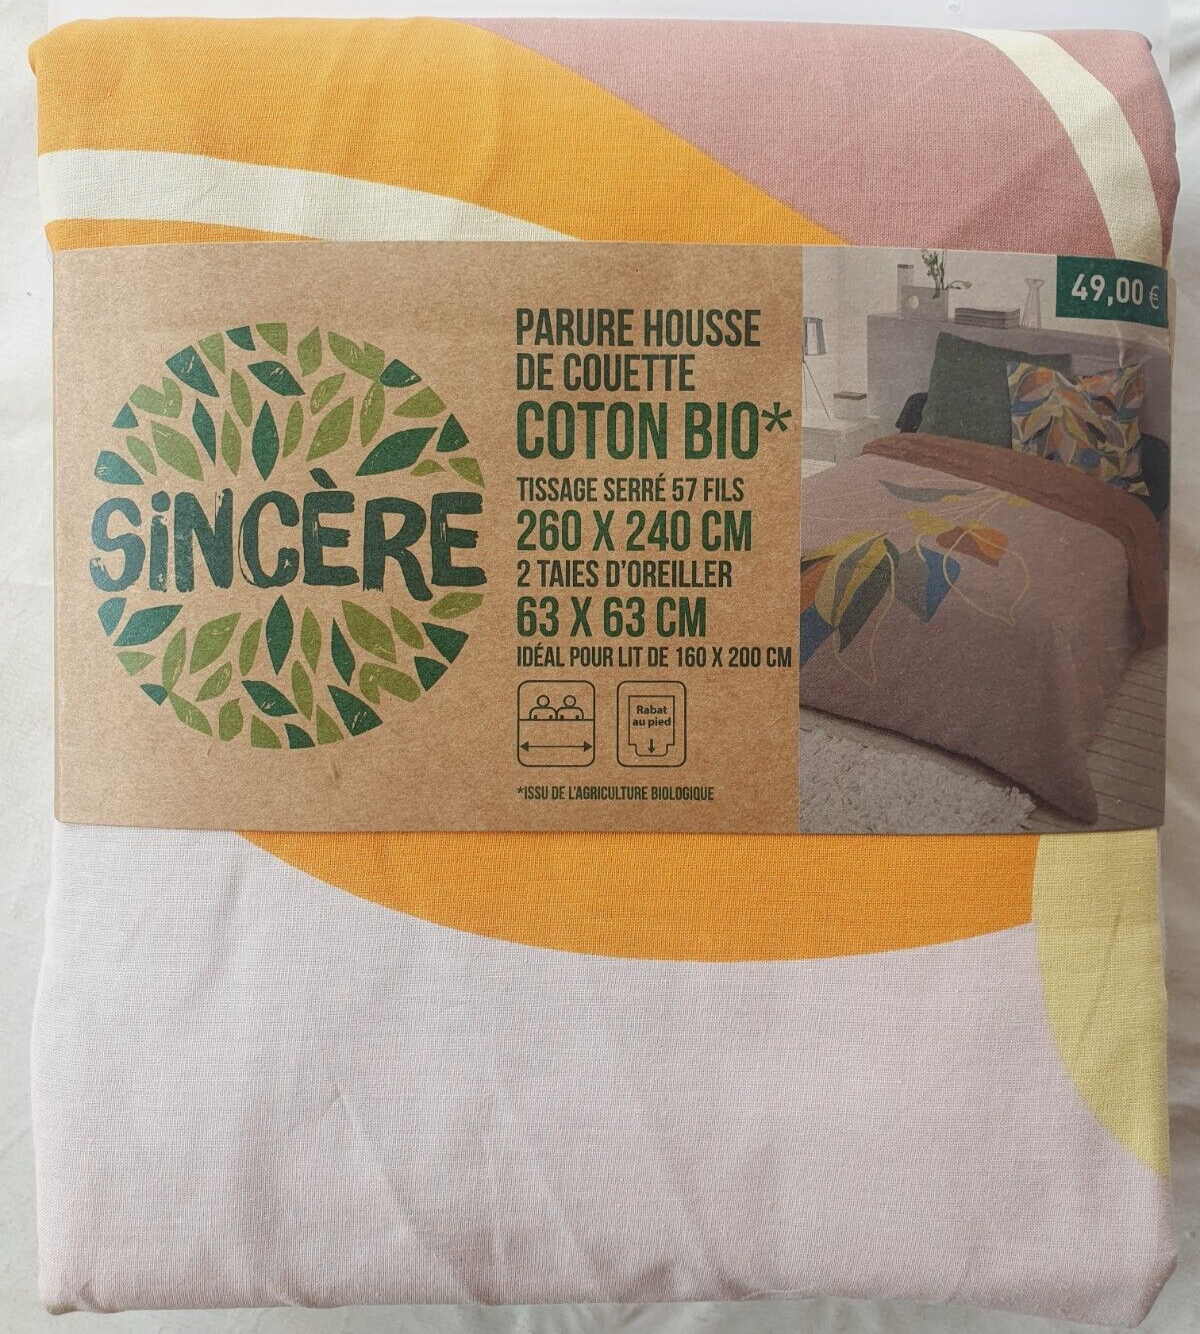 49,00 €
SiNCÈRE
PARURE HOUSSE
DE COUETTE
COTON BIO*
TISSAGE SERRÉ 57 FILS
260 X 240 CM
2 TAIES D'OREILLER
63 X 63 CM
IDÉAL POUR LIT DE 160 X 200 CM
Rabat
au pied
*ISSU DE L'AGRICULTURE BIOLOGIQUE